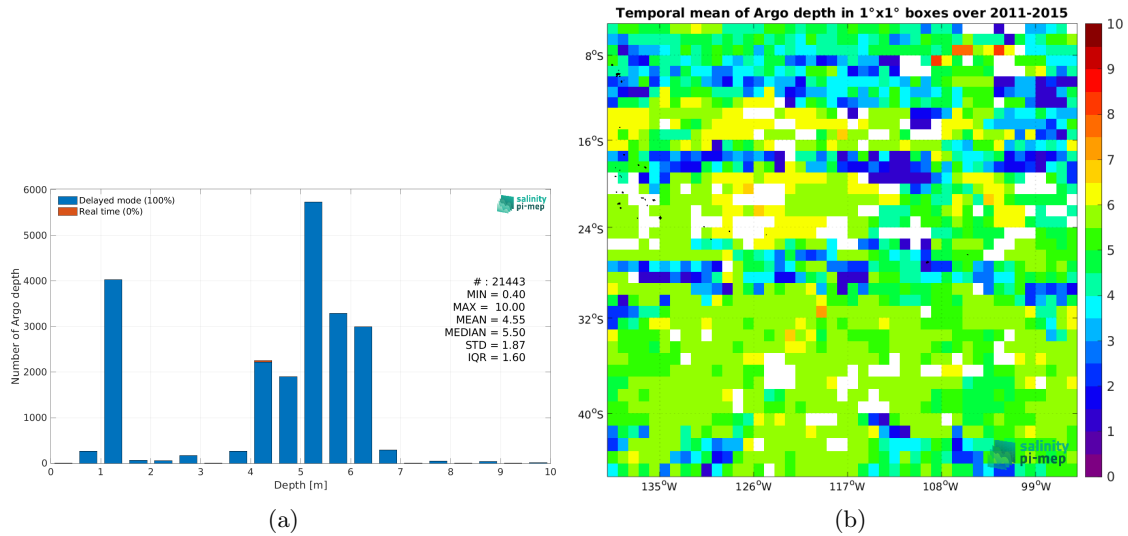 6000
5000
4000
3000
2000
1000
0
Number of Argo depth
Delayed mode (100%)
Real time (0%)
salinity
pi-mep
# : 21443
MIN = 0.40
MAX = 10.00
MEAN = 4.55
MEDIAN = 5.50
STD = 1.87
IQR = 1.60
0 1 2 3 4 5 6 7 8 9 10
Depth [m]
(a)
Temporal mean of Argo depth in 1°x1° boxes over 2011-2015
8°S
16°S
24°S
32°S
40°S
135°W 126°W 117°W 108°W 99°W
salinity
pi-mep
10
9
8
7
6
5
4
3
2
1
0
(b)